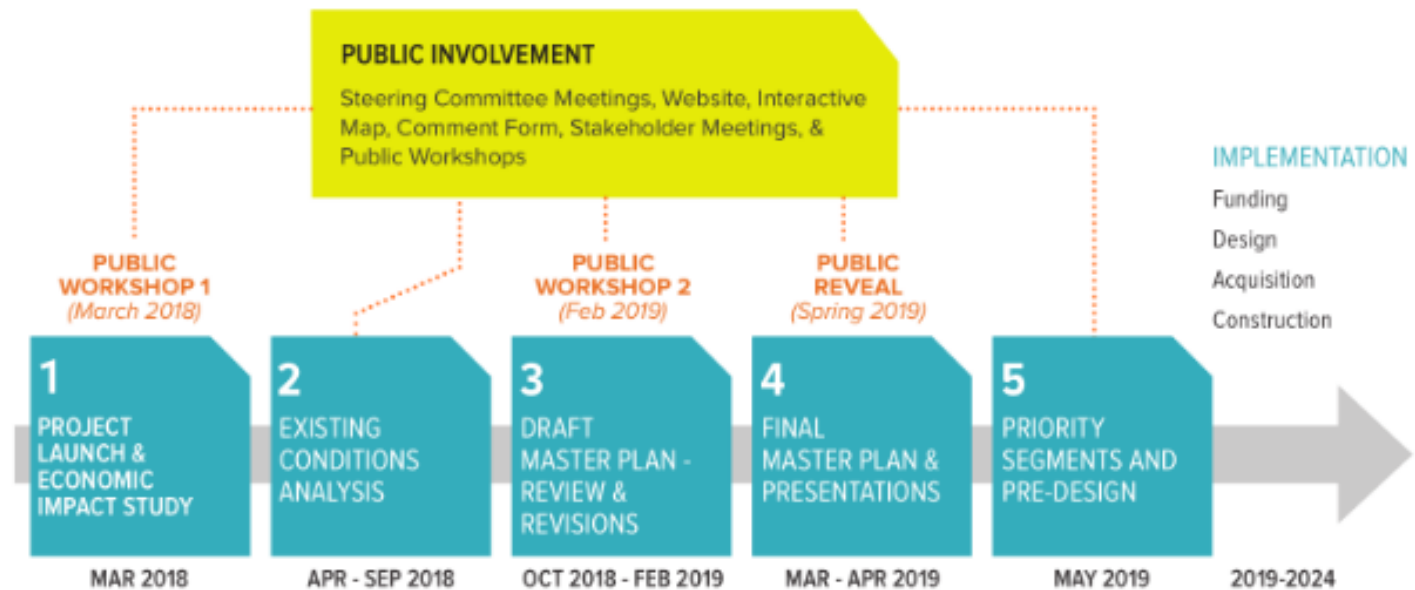 PUBLIC INVOLVEMENT
Steering Committee Meetings, Website, Interactive
Map, Comment Form, Stakeholder Meetings, &
Public Workshops
IMPLEMENTATION
Funding
Design
Acquisition
Construction
PUBLIC
WORKSHOP 1
(March 2018)
PUBLIC
WORKSHOP 2
(Feb 2019)
PUBLIC
REVEAL
(Spring 2019)
1
PROJECT
LAUNCH &
ECONOMIC
IMPACT STUDY
MAR 2018
2
EXISTING
CONDITIONS
ANALYSIS
APR - SEP 2018
3
DRAFT
MASTER PLAN -
REVIEW &
REVISIONS
OCT 2018 - FEB 2019
4
FINAL
MASTER PLAN &
PRESENTATIONS
MAR - APR 2019
5
PRIORITY
SEGMENTS AND
PRE-DESIGN
MAY 2019
2019-2024